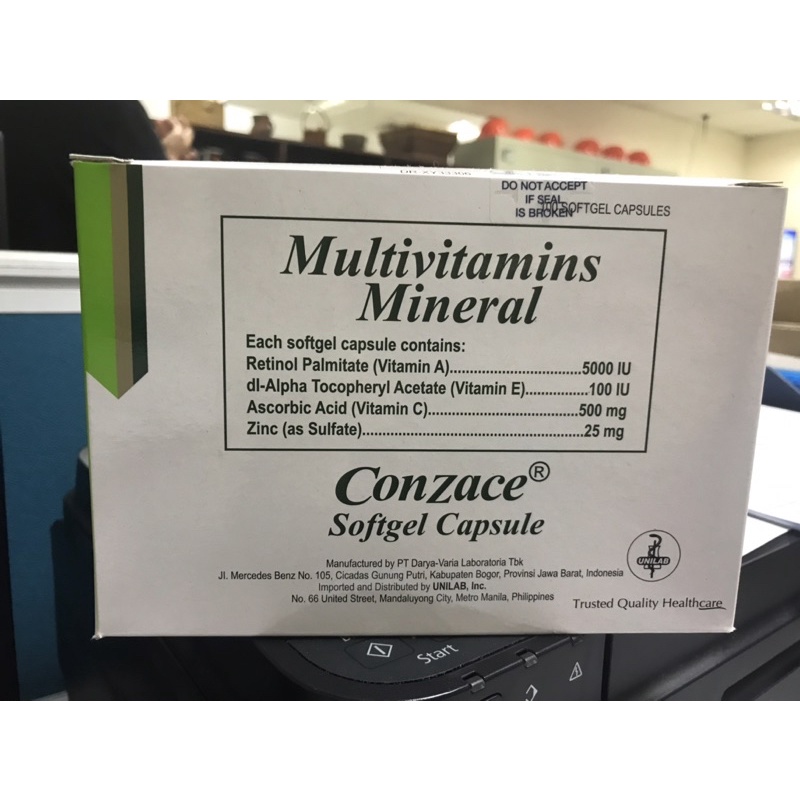 DO NOT ACCEPT
IF SEAL
IS BROKEN
100 SOFTGEL CAPSULES
Multivitamins
Mineral
Each softgel capsule contains:
Retinol Palmitate (Vitamin A)..............................5000 IU
dl-Alpha Tocopheryl Acetate (Vitamin E)...............100 IU
Ascorbic Acid (Vitamin C)...................................500 mg
Zinc (as Sulfate)....................................................25 mg
Conzace®
Softgel Capsule
Manufactured by PT Darya-Varia Laboratoria Tbk
Jl. Mercedes Benz No. 105, Cicadas Gunung Putri, Kabupaten Bogor, Provinsi Jawa Barat, Indonesia
Imported and Distributed by UNILAB, Inc.
No. 66 United Street, Mandaluyong City, Metro Manila, Philippines
UNILAB
Trusted Quality Healthcare
Start